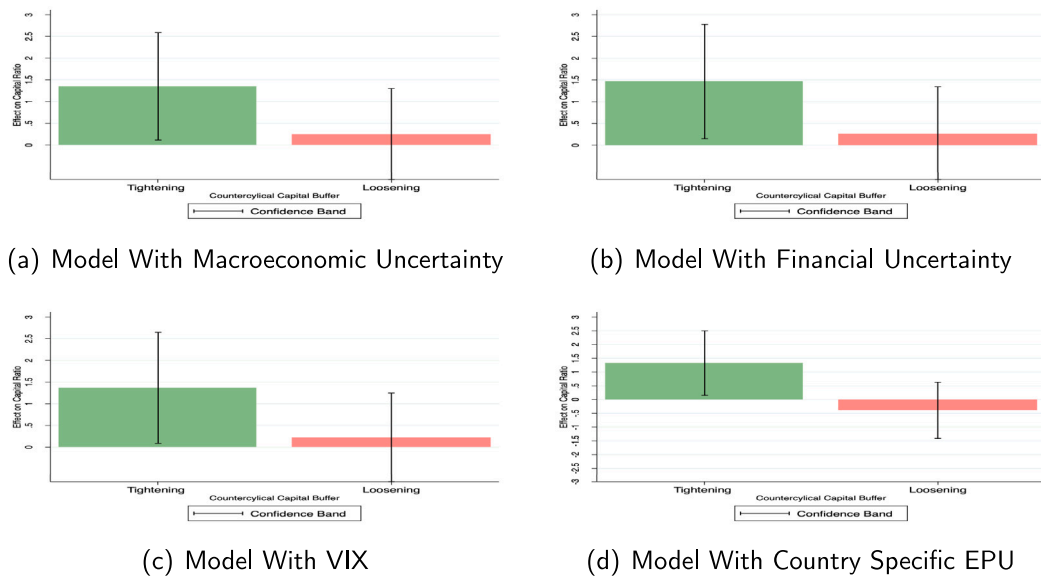 Effect on Capital Ratio
3
2.5
2
1.5
1
.5
0
Tightening
Loosening
Countercylical Capital Buffer
Confidence Band
(a) Model With Macroeconomic Uncertainty
Effect on Capital Ratio
3
2.5
2
1.5
1
.5
0
Tightening
Loosening
Countercylical Capital Buffer
Confidence Band
(b) Model With Financial Uncertainty
Effect on Capital Ratio
3
2.5
2
1.5
1
.5
0
Tightening
Loosening
Countercylical Capital Buffer
Confidence Band
(c) Model With VIX
Effect on Capital Ratio
3
2.5
2
1.5
1
.5
0
-.5
-1
-1.5
-2
-2.5
-3
Tightening
Loosening
Countercylical Capital Buffer
Confidence Band
(d) Model With Country Specific EPU